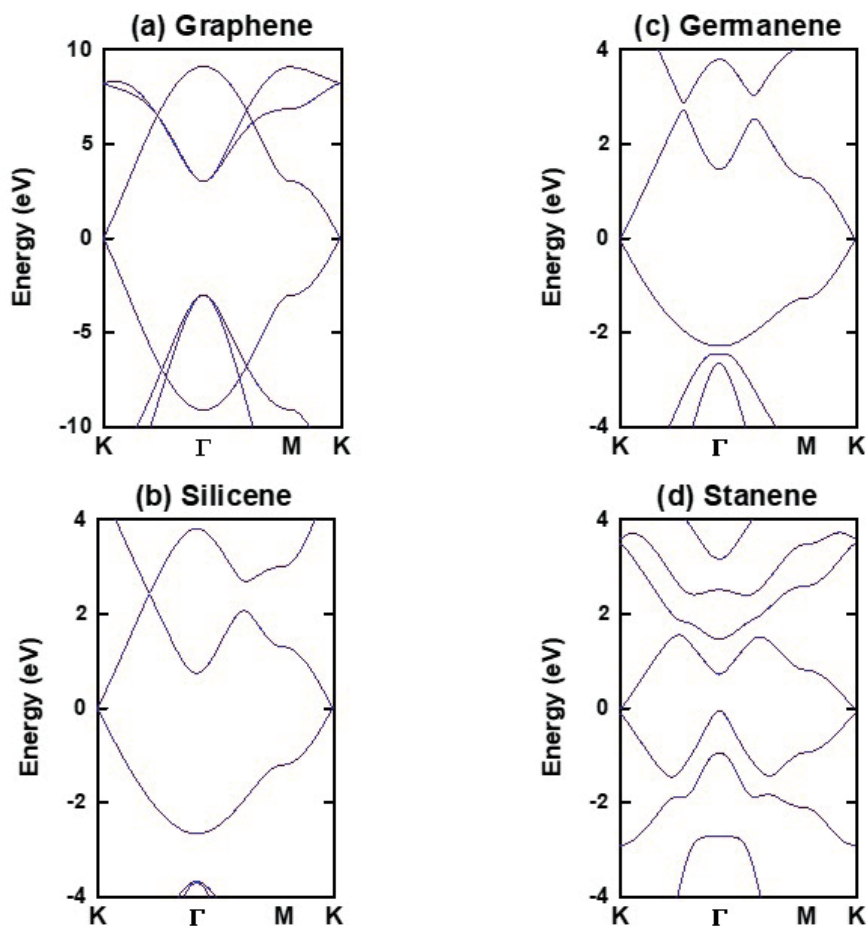 (a) Graphene
10
5
0
-5
-10
Energy (eV)
K Γ M K
(c) Germanene
4
2
0
-2
-4
Energy (eV)
K Γ M K
(b) Silicene
4
2
0
-2
-4
Energy (eV)
K Γ M K
(d) Stanene
4
2
0
-2
-4
Energy (eV)
K Γ M K